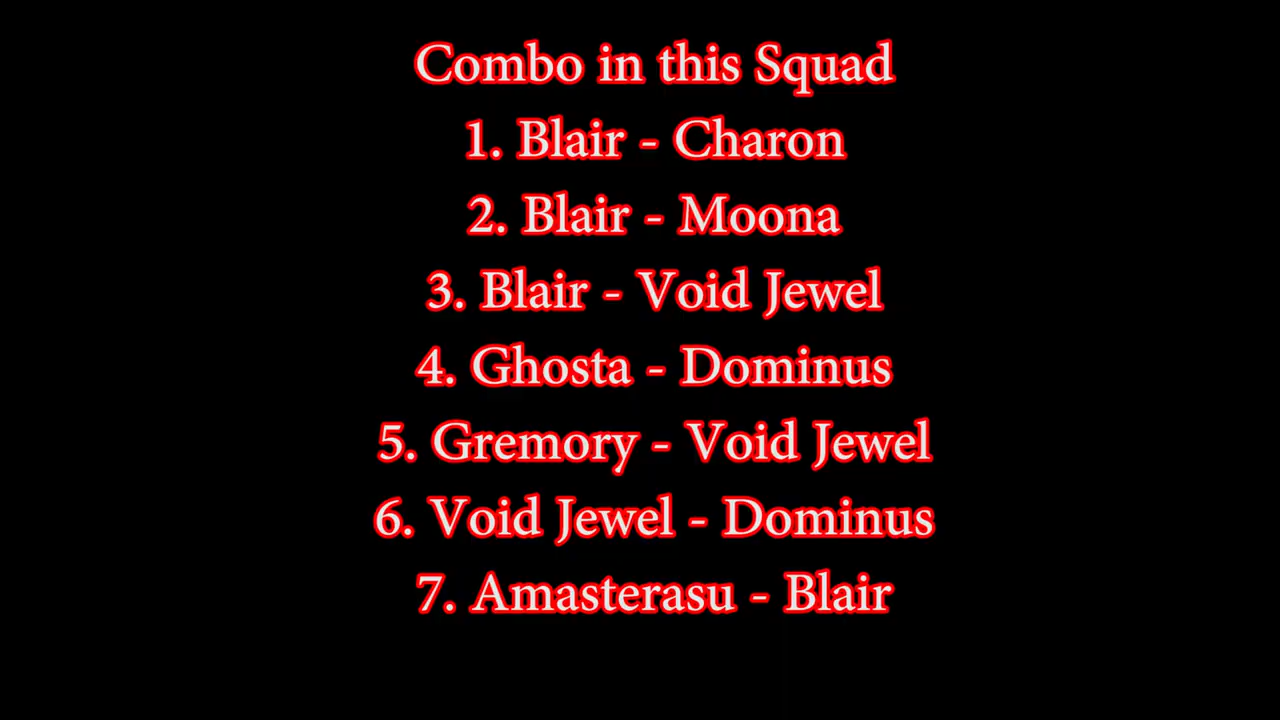 Combo in this Squad
1. Blair - Charon
2. Blair - Moona
3. Blair - Void Jewel
4. Ghosta - Dominus
5. Gremory - Void Jewel
6. Void Jewel - Dominus
7. Amasterasu - Blair